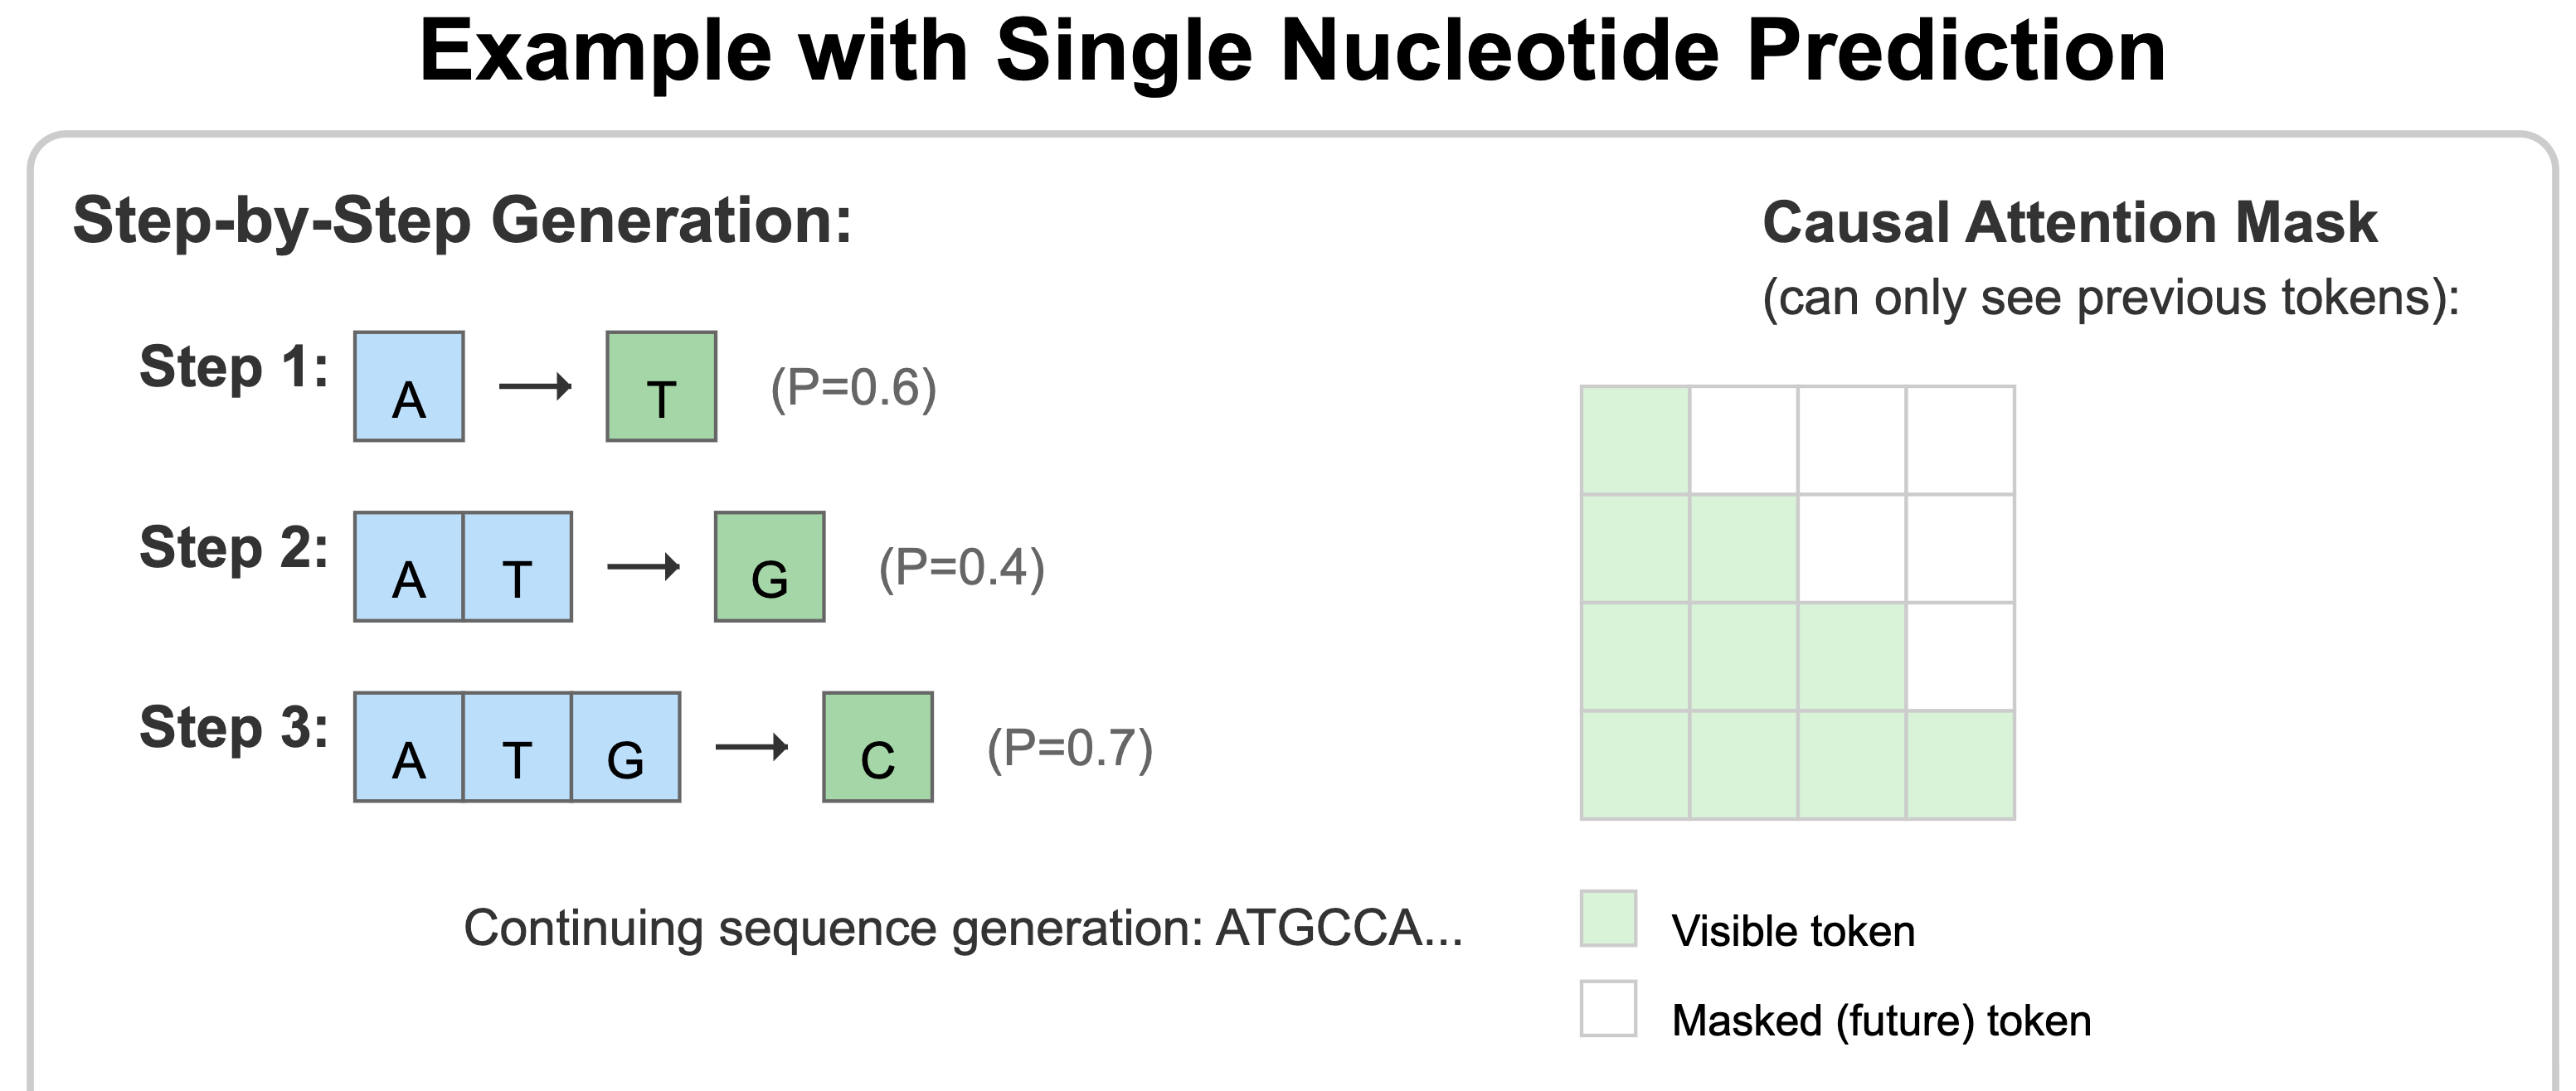 Example with Single Nucleotide Prediction
Step-by-Step Generation:
Step 1: A → T (P=0.6)
Step 2: A T → G (P=0.4)
Step 3: A T G → C (P=0.7)
Continuing sequence generation: ATGCCA...
Causal Attention Mask
(can only see previous tokens):
Visible token
Masked (future) token